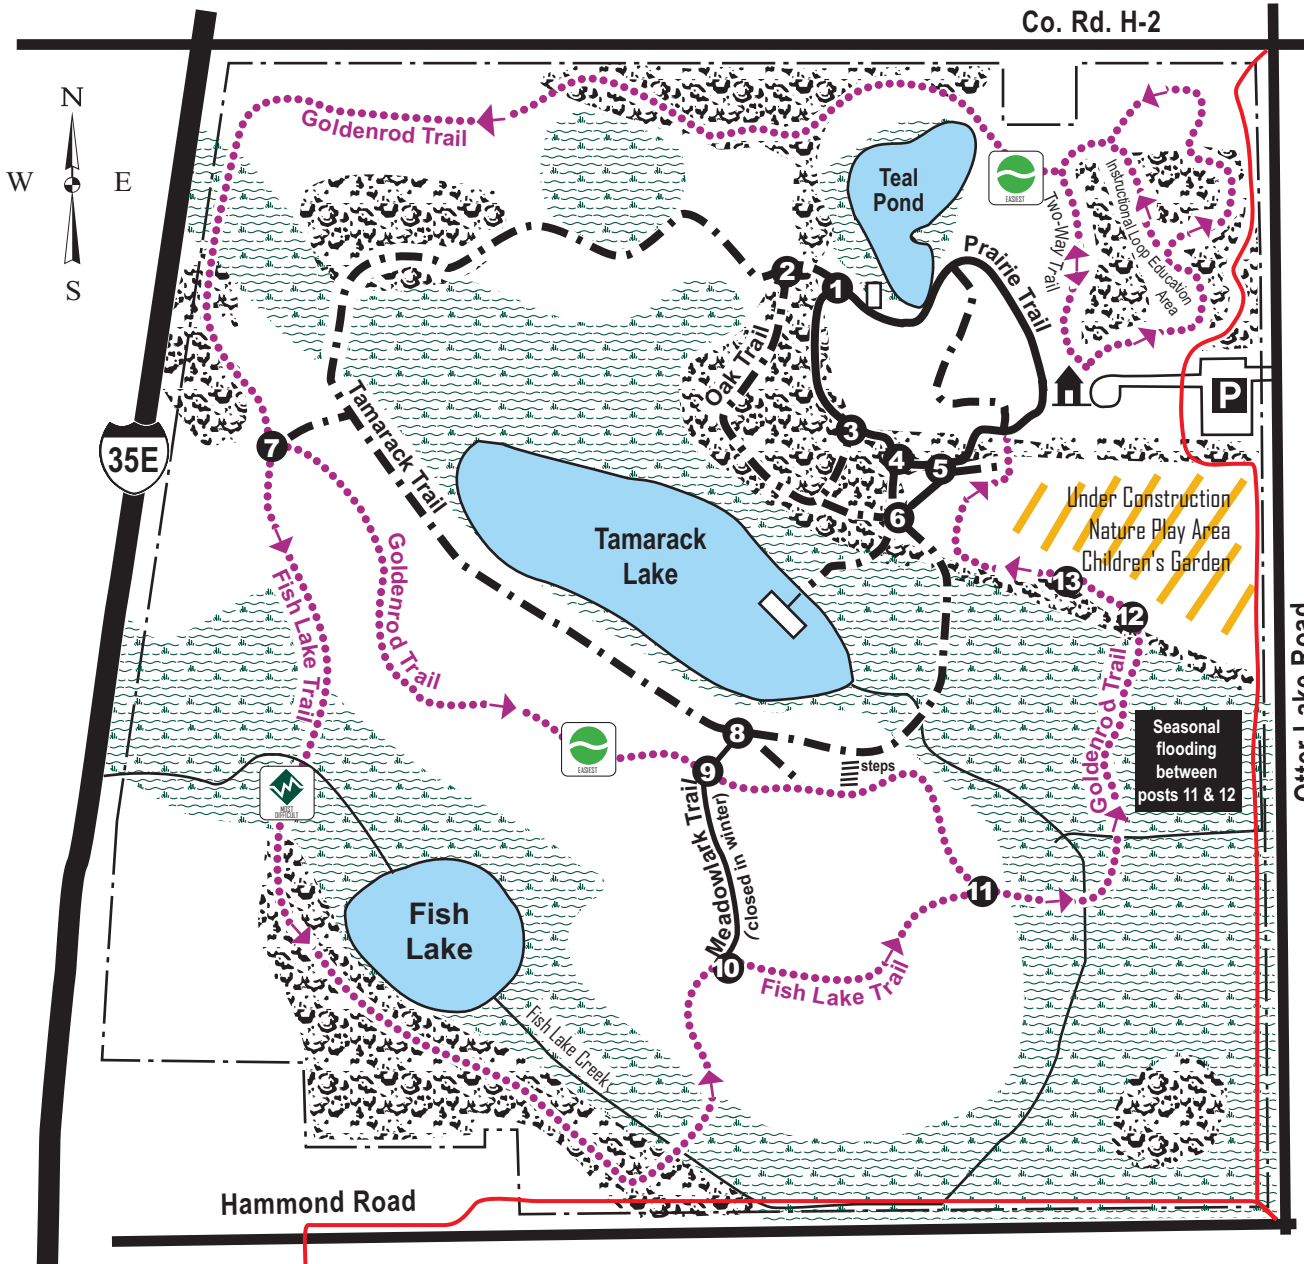 Co. Rd. H-2
N
W E
S
Goldenrod Trail
Teal
Pond
EASIEST
Two-Way Trail
Instructional Loop Education
Area
Prairie Trail
2
1
Oak Trail
P
Tamarack Trail
3
4
5
6
7
35E
Under Construction
Nature Play Area
Children's Garden
Tamarack
Lake
Goldenrod Trail
Fish Lake Trail
13
12
Otter Lake Road
Goldenrod Trail
Seasonal
flooding
between
posts 11 & 12
8
EASIEST
9
steps
MOST
DIFFICULT
Meadowlark Trail
(closed in winter)
11
Fish
Lake
10
Fish Lake Trail
Fish Lake Creek
Hammond Road